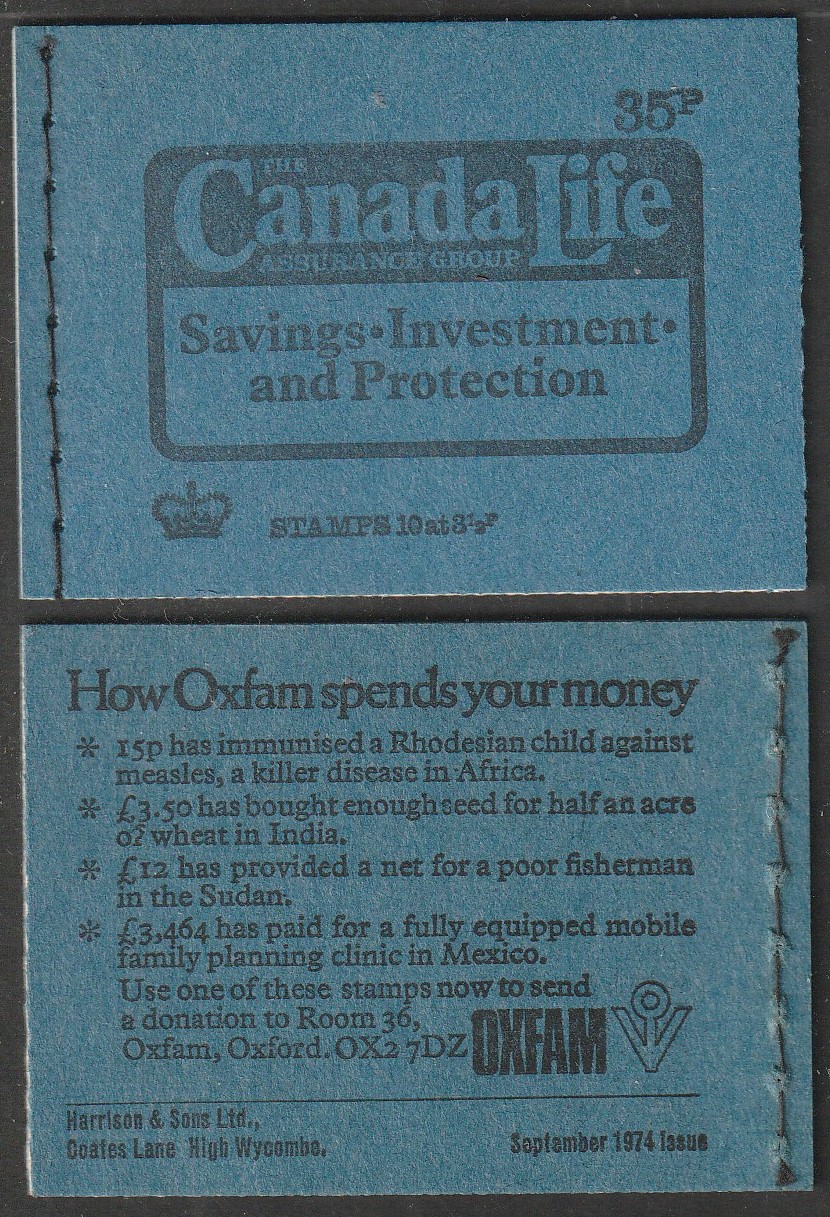 35P
THE
Canada Life
ASSURANCE GROUP
Savings•Investment•
and Protection
STAMPS 10 at 3½P
How Oxfam spends your money
* 15p has immunised a Rhodesian child against
measles, a killer disease in Africa.
* £3.50 has bought enough seed for half an acre
of wheat in India.
* £12 has provided a net for a poor fisherman
in the Sudan.
* £3,464 has paid for a fully equipped mobile
family planning clinic in Mexico.
Use one of these stamps now to send
a donation to Room 36,
Oxfam, Oxford. OX2 7DZ OXFAM
Harrison & Sons Ltd.,
Coates Lane High Wycombe.
September 1974 Issue